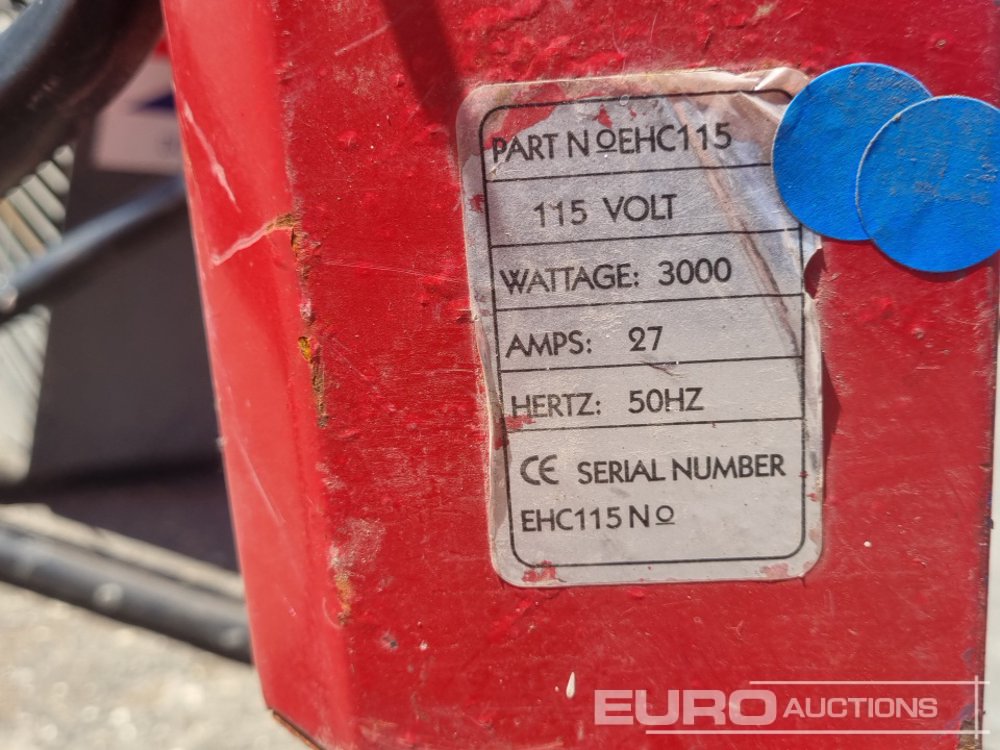 PART Nº EHC115
115 VOLT
WATTAGE: 3000
AMPS: 27
HERTZ: 50HZ
CE SERIAL NUMBER
EHC115 Nº
EURO AUCTIONS